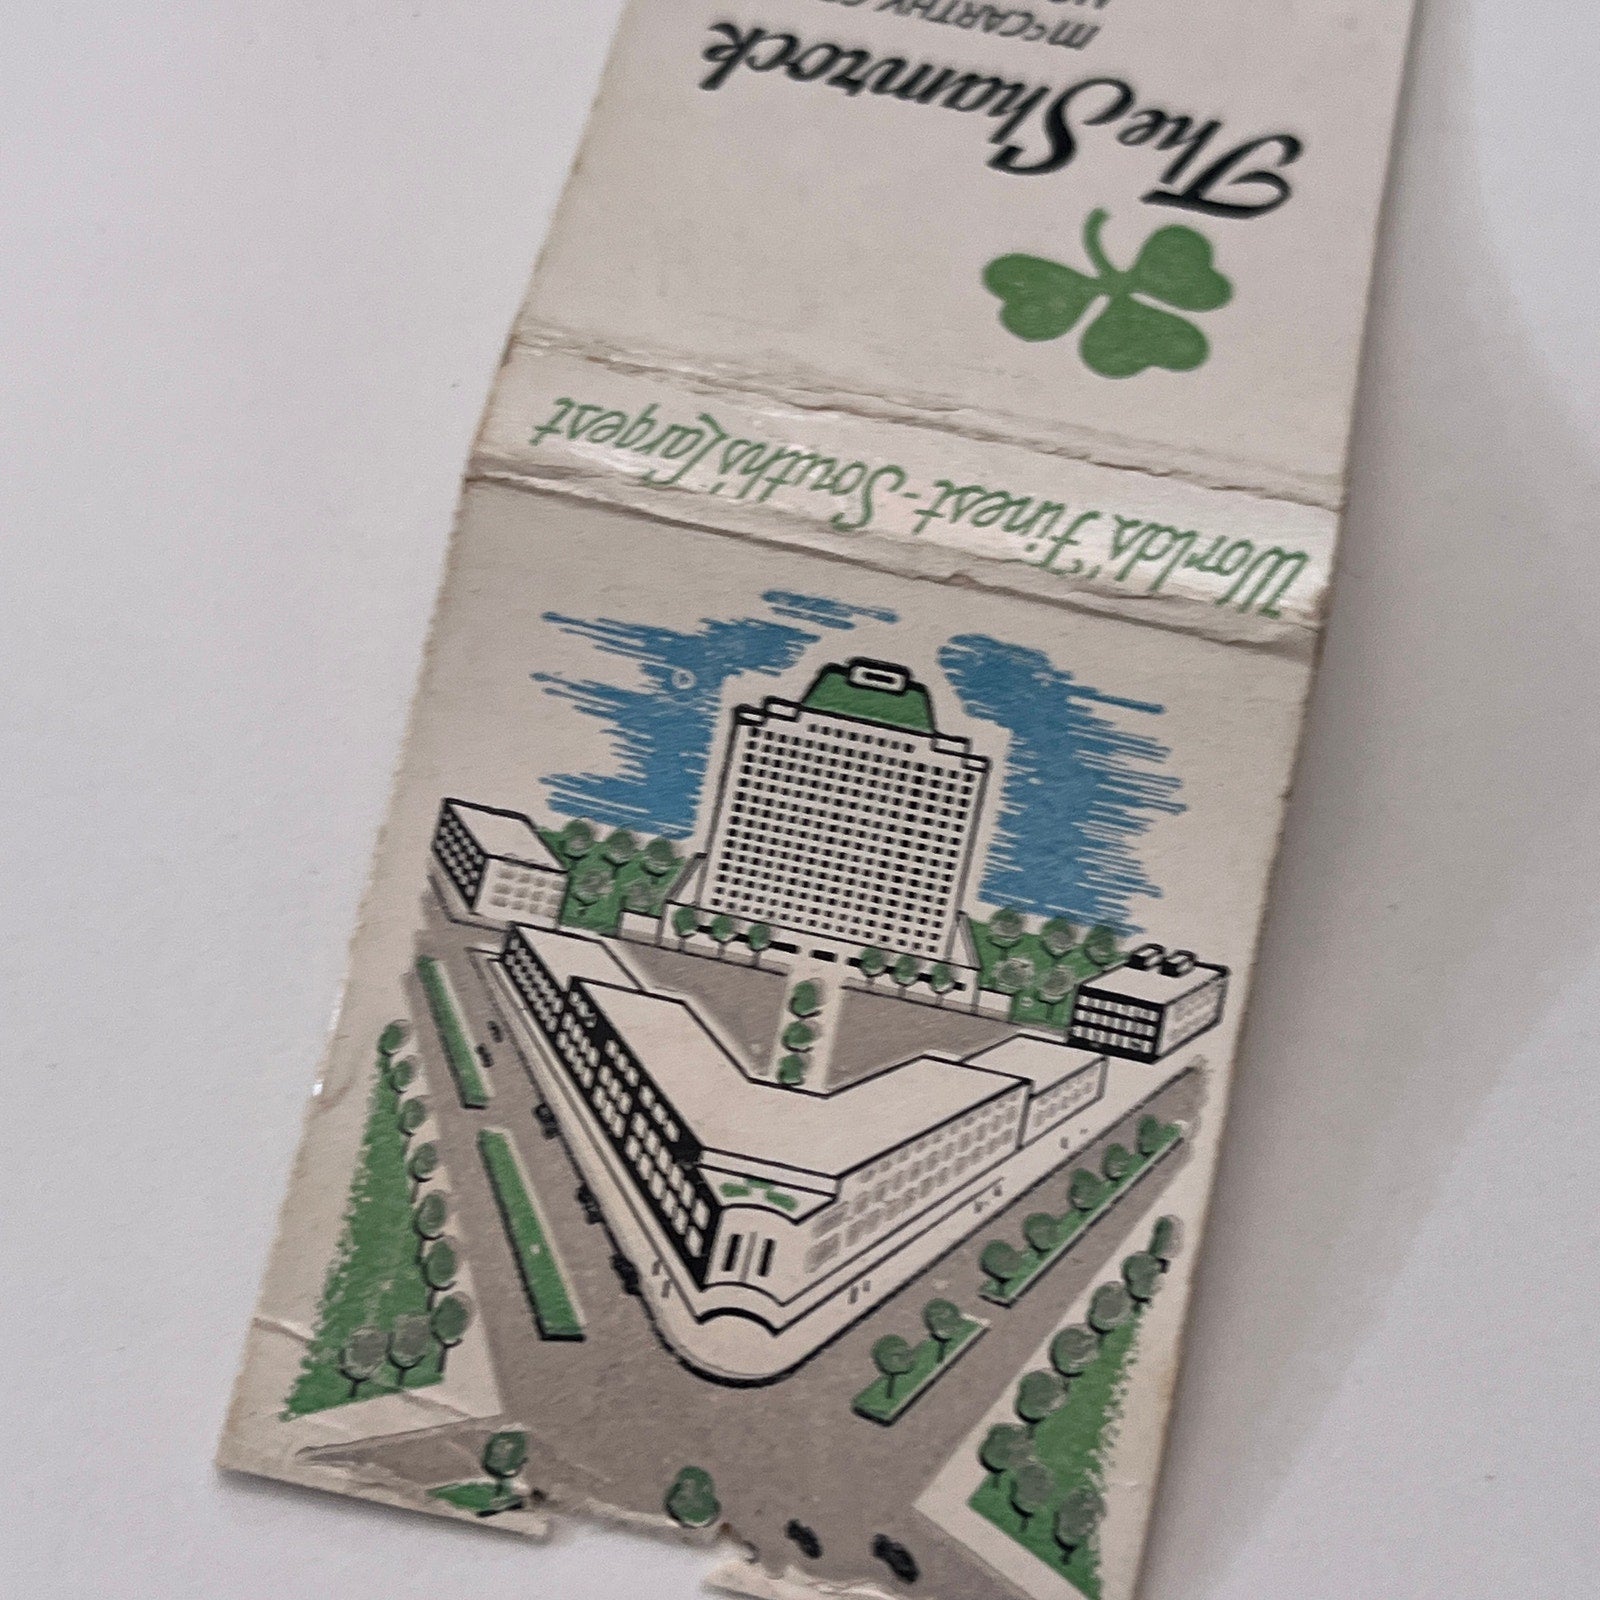 The Shamrock
McCARTHY
World's "Finest-South's Largest"